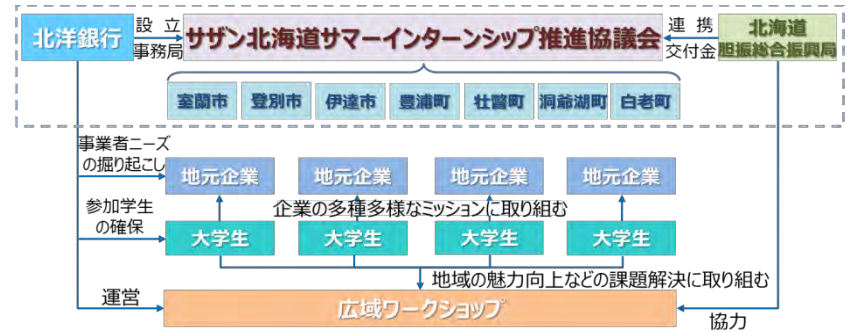 北洋銀行
設立
事務局
サザン北海道サマーインターンシップ推進協議会
連携
交付金
北海道
胆振総合振興局
室蘭市
登別市
伊達市
豊浦町
壮瞥町
洞爺湖町
白老町
事業者ニーズ
の掘り起こし
地元企業
地元企業
地元企業
地元企業
企業の多種多様なミッションに取り組む
参加学生
の確保
大学生
大学生
大学生
大学生
地域の魅力向上などの課題解決に取り組む
運営
広域ワークショップ
協力